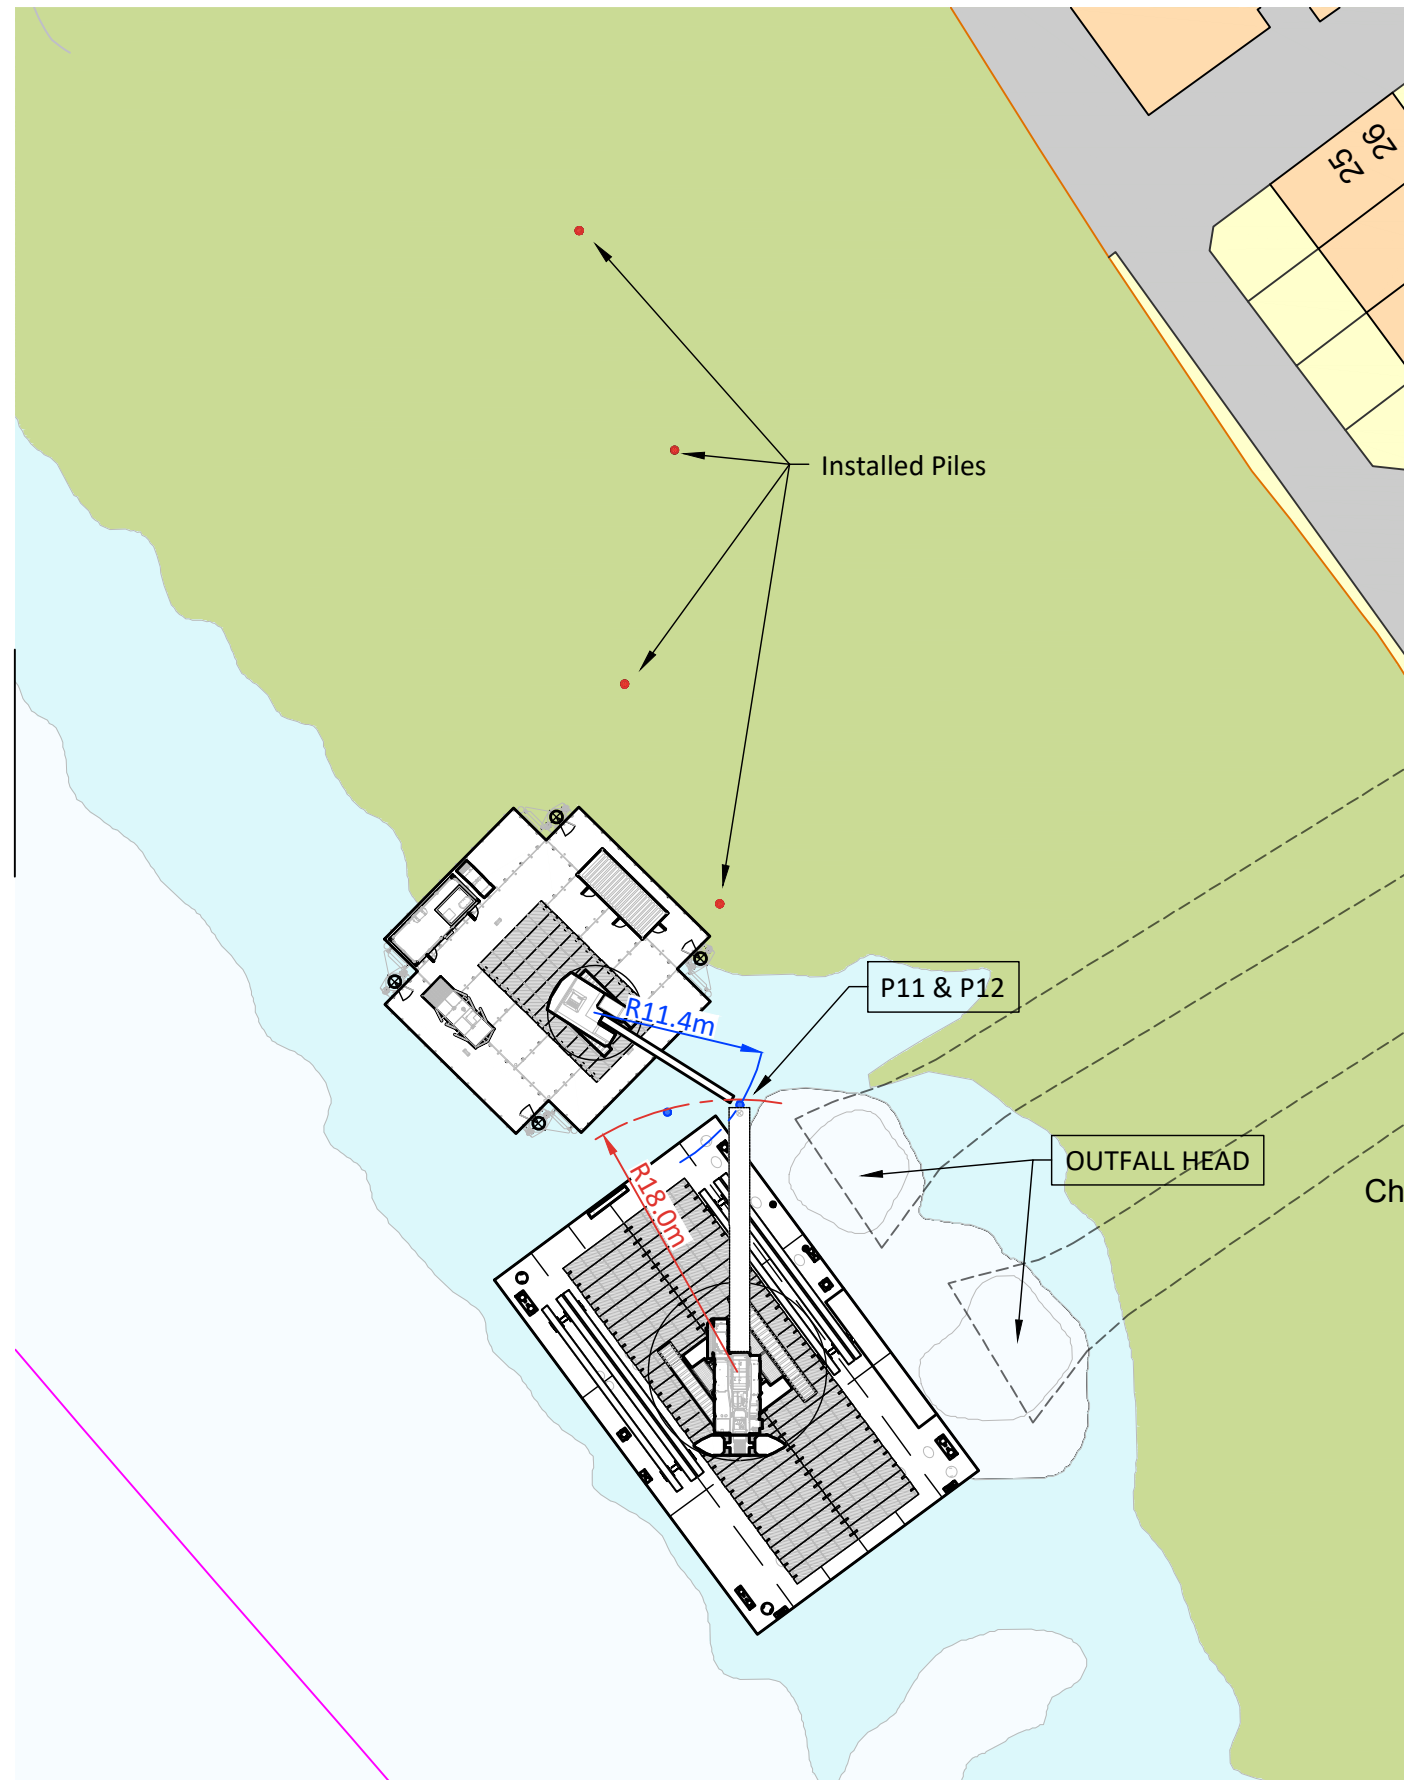 26
25
Installed Piles
P11 & P12
R11.4m
OUTFALL HEAD
R18.0m
Ch